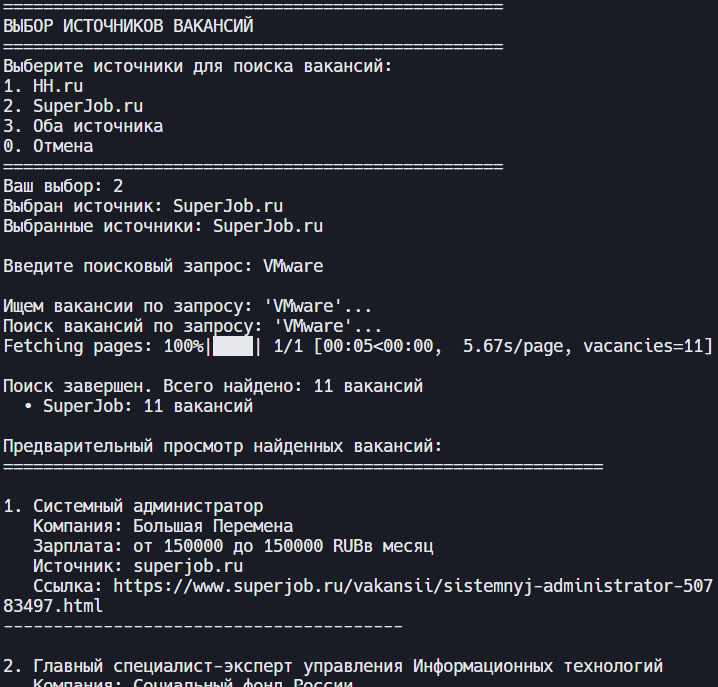 ==================================================
ВЫБОР ИСТОЧНИКОВ ВАКАНСИЙ
==================================================
Выберите источники для поиска вакансий:
1. HH.ru
2. SuperJob.ru
3. Оба источника
0. Отмена
==================================================
Ваш выбор: 2
Выбран источник: SuperJob.ru
Выбранные источники: SuperJob.ru
Введите поисковый запрос: VMware
Ищем вакансии по запросу: 'VMware'...
Поиск вакансий по запросу: 'VMware'...
Fetching pages: 100%|████| 1/1 [00:05<00:00,  5.67s/page, vacancies=11]
Поиск завершен. Всего найдено: 11 вакансий
• SuperJob: 11 вакансий
Предварительный просмотр найденных вакансий:
============================================================
1. Системный администратор
Компания: Большая Перемена
Зарплата: от 150000 до 150000 RUBв месяц
Источник: superjob.ru
Ссылка: https://www.superjob.ru/vakansii/sistemnyj-administrator-507
83497.html
----------------------------------------
2. Главный специалист-эксперт управления Информационных технологий
Компания: Социальный фонд России